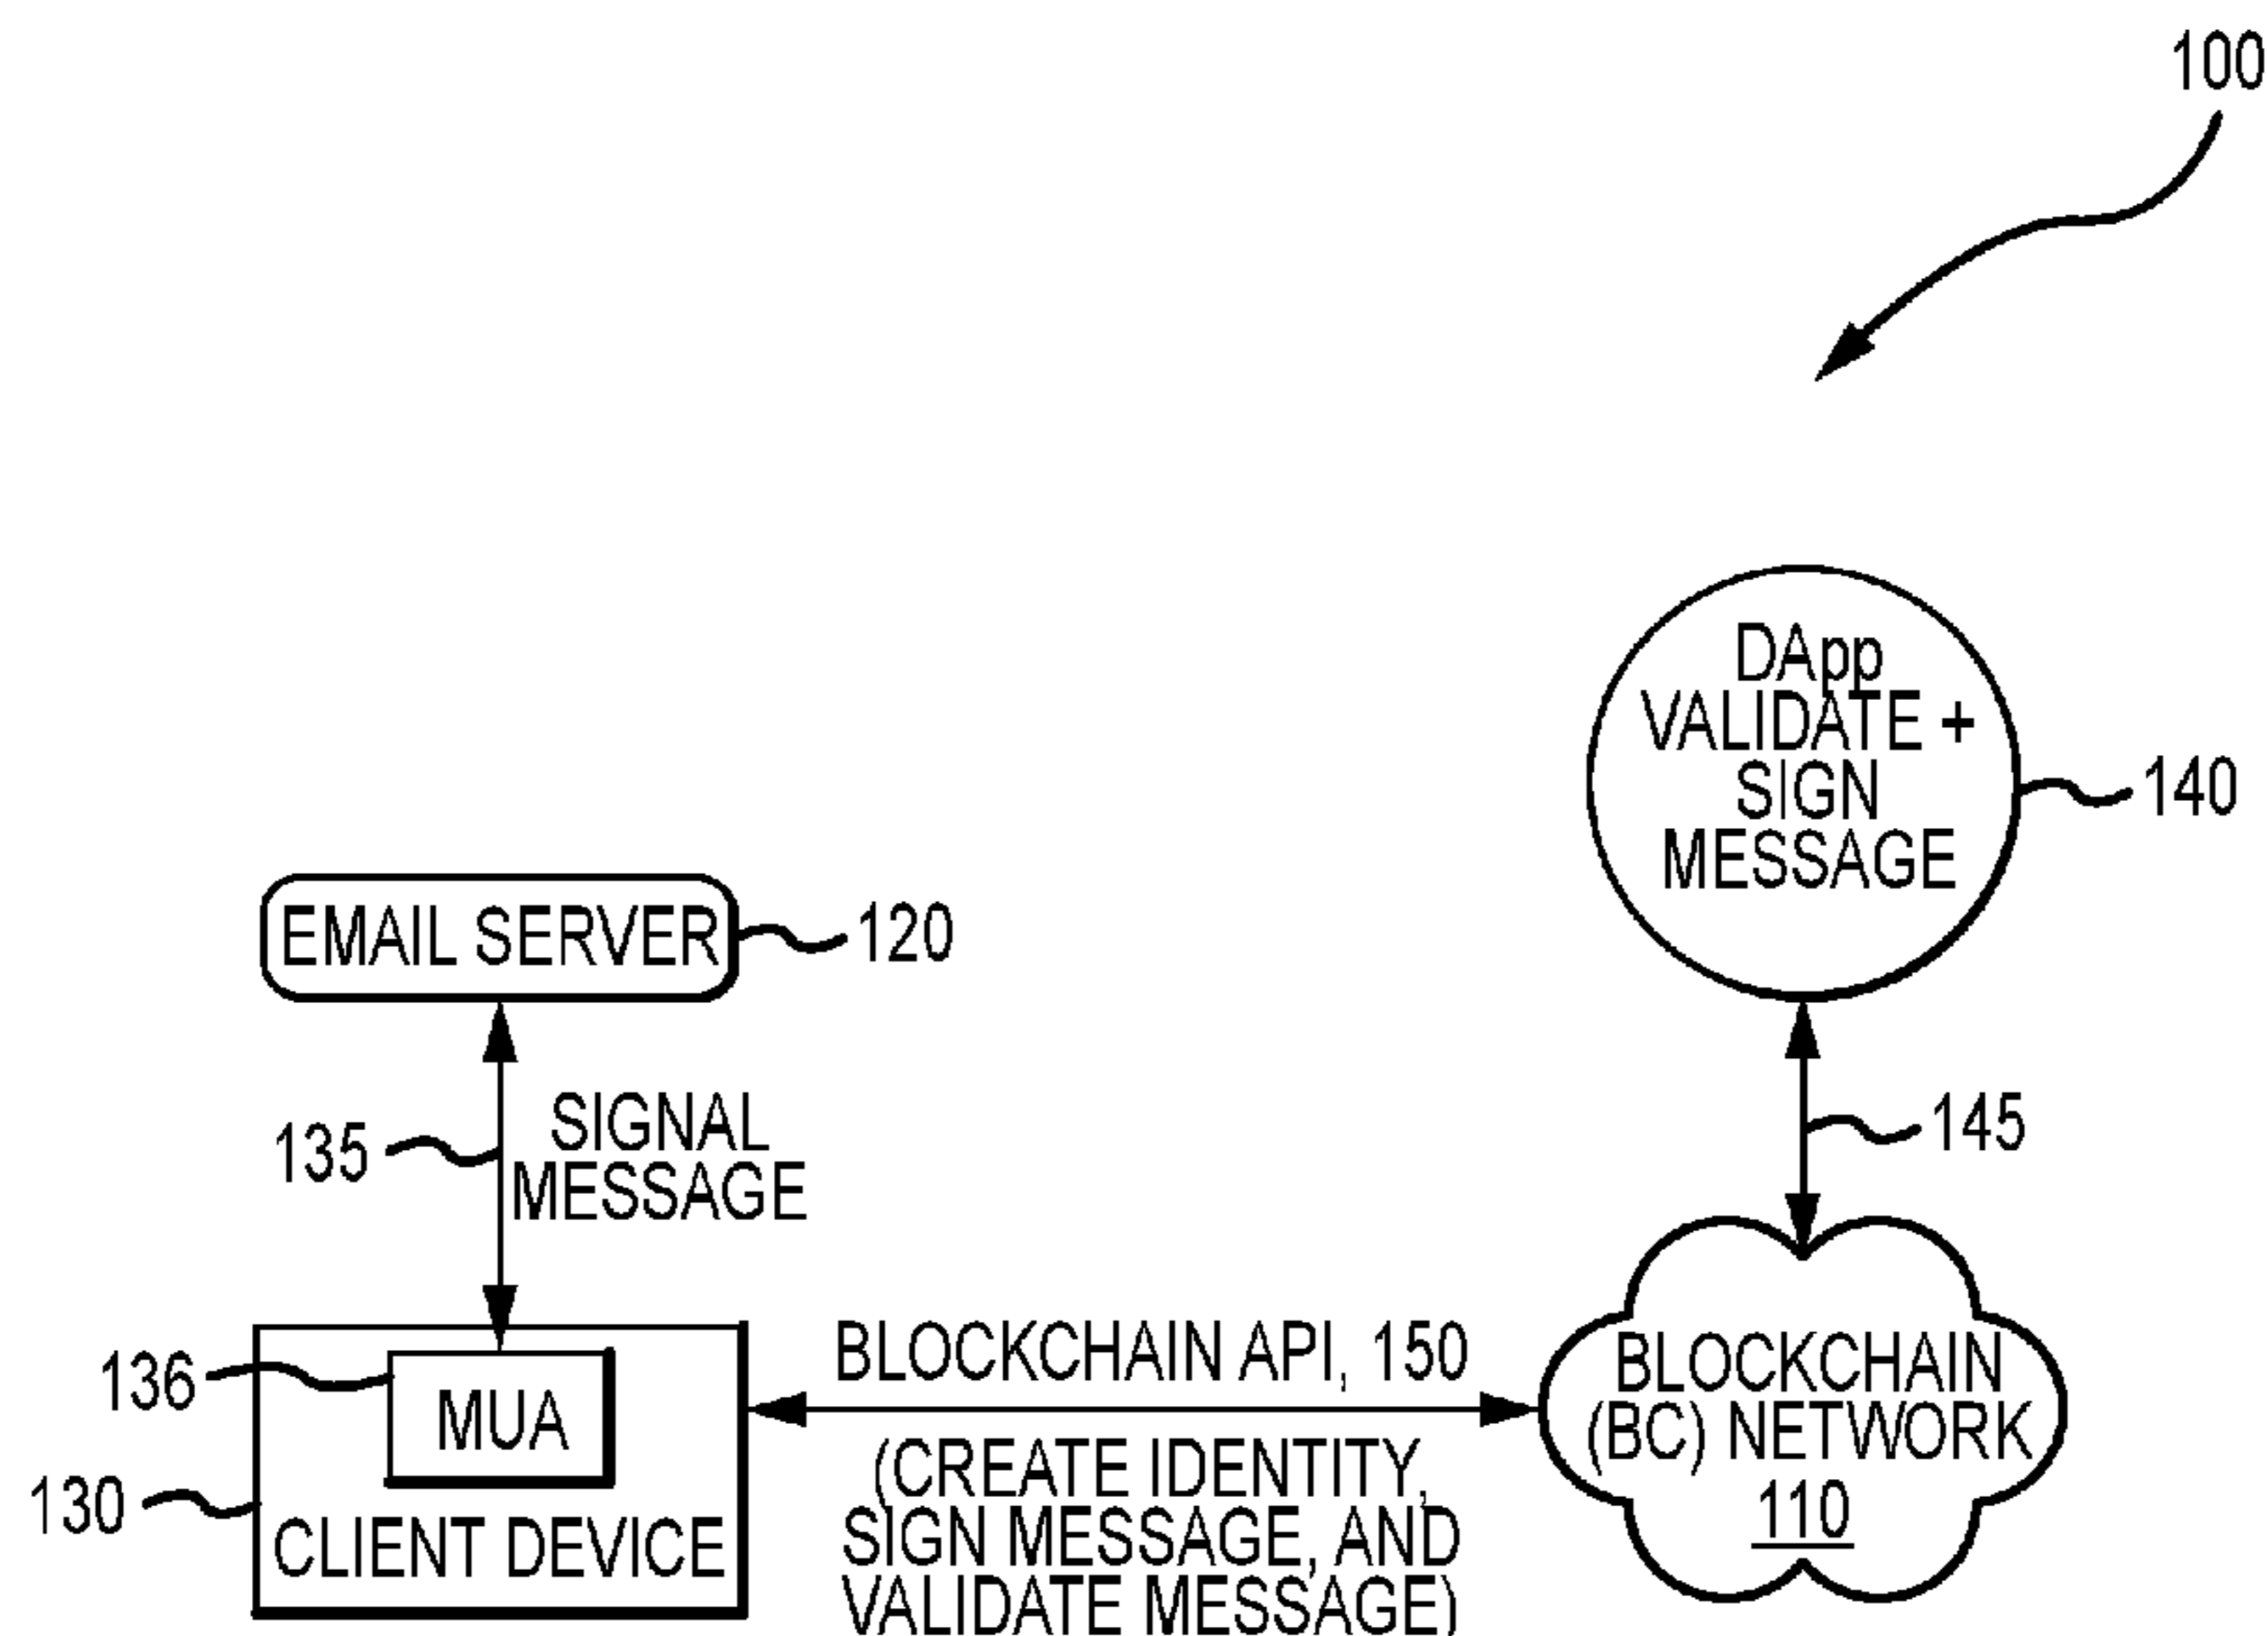 100
DApp
VALIDATE +
SIGN
MESSAGE
140
EMAIL SERVER
120
135
SIGNAL
MESSAGE
145
136
MUA
130
CLIENT DEVICE
BLOCKCHAIN API, 150
(CREATE IDENTITY,
SIGN MESSAGE, AND
VALIDATE MESSAGE)
BLOCKCHAIN
(BC) NETWORK
110